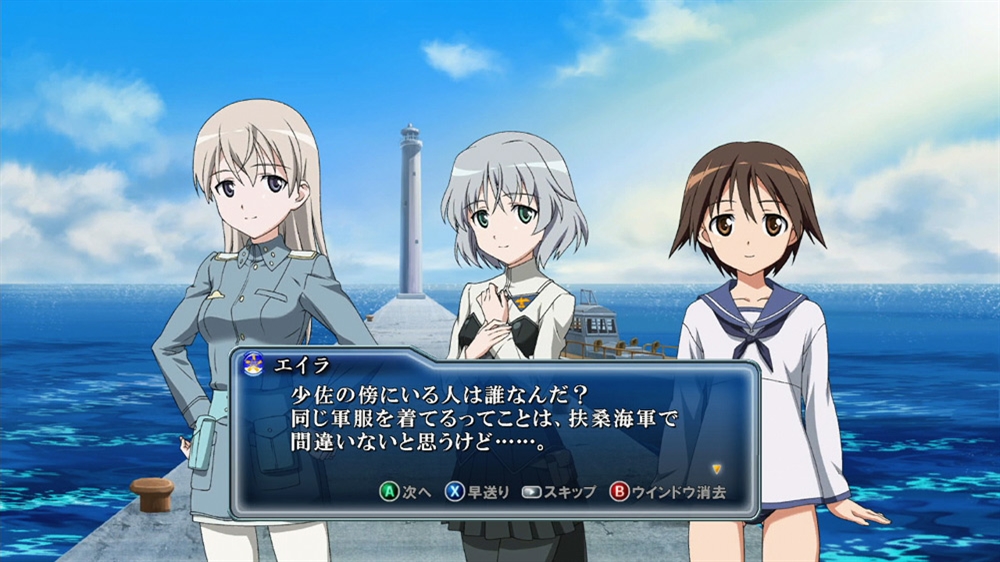 エイラ
少佐の傍にいる人は誰なんだ？
同じ軍服を着てるってことは、扶桑海軍で
間違いないと思うけど……。
A次へ X早送り スキップ Bウインドウ消去